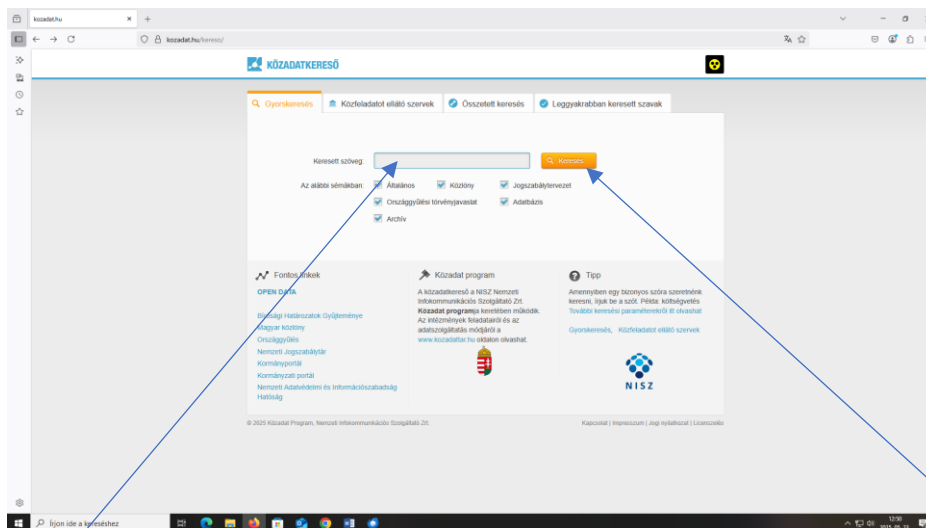 kozadat.hu
kozadat.hu/kereso/
KÖZADATKERESŐ
Gyorskeresés
Közfeladatot ellátó szervek
Összetett keresés
Leggyakrabban keresett szavak
Keresett szöveg:
Keresés
Az alábbi sémákban:
Általános
Közlöny
Jogszabálytervezet
Országgyűlési törvényjavaslat
Adatbázis
Archív
Fontos linkek
OPEN DATA
Bírósági Határozatok Gyűjteménye
Magyar közlöny
Országgyűlés
Nemzeti Jogszabálytár
Kormányportál
Kormányzati portál
Nemzeti Adatvédelmi és Információszabadság
Hatóság
Közadat program
A közadatkereső a NISZ Nemzeti
Infokommunikációs Szolgáltató Zrt.
Közadat programja keretében működik.
Az intézmények feladatairól és az
adatszolgáltatás módjáról a
www.kozadattar.hu oldalon olvashat.
Tipp
Amennyiben egy bizonyos szóra szeretnénk
keresni, írjuk be a szót. Példa: költségvetés
További keresési paraméterekről itt olvashat
Gyorskeresés, Közfeladatot ellátó szervek
NISZ
© 2025 Közadat Program, Nemzeti Infokommunikációs Szolgáltató Zrt.
Kapcsolat | Impresszum | Jogi nyilatkozat | Licenszelés
Írjon ide a kereséshez
12:50